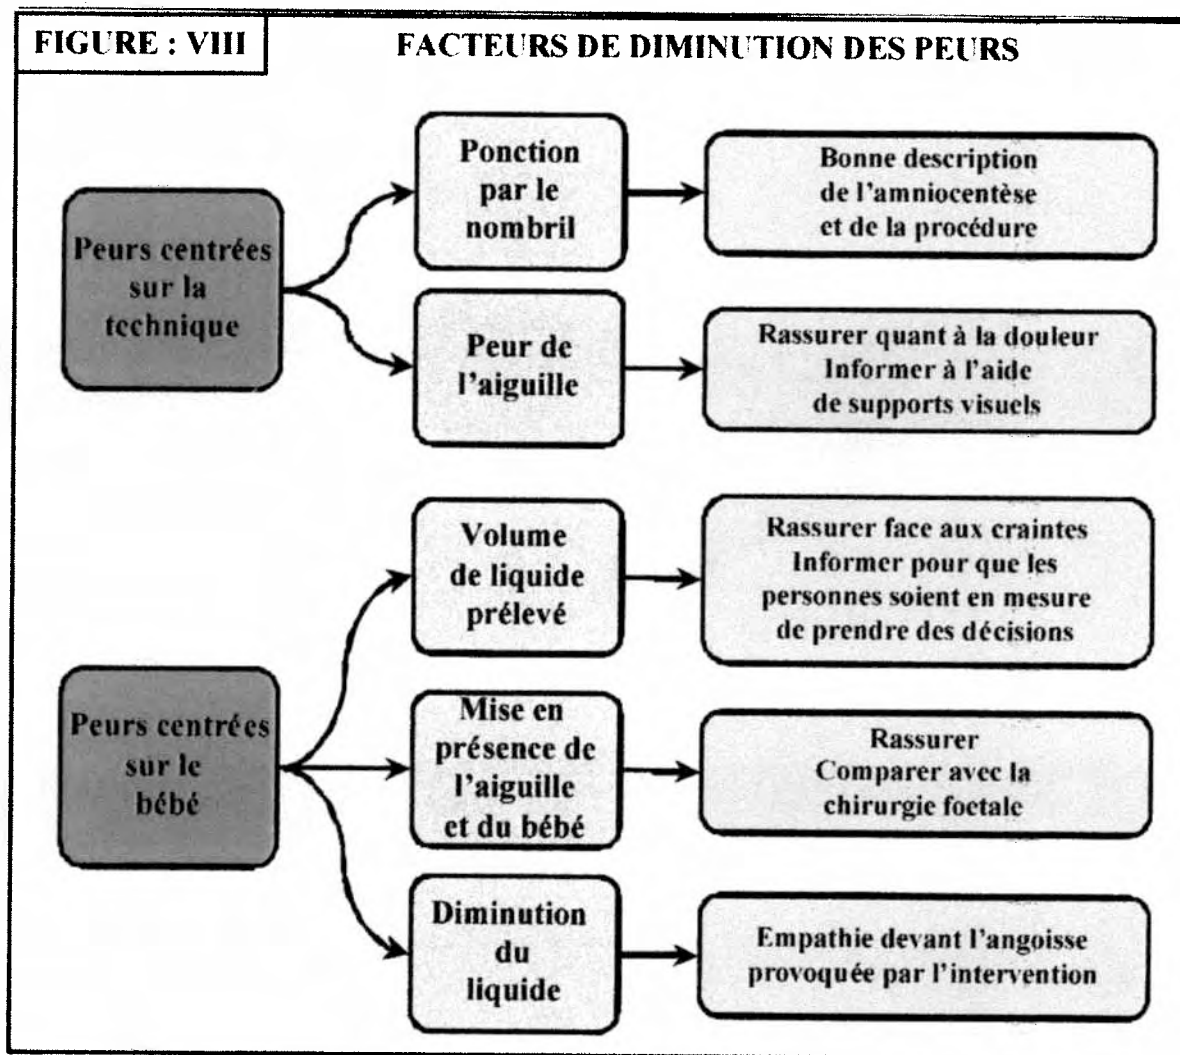 FIGURE : VIII
FACTEURS DE DIMINUTION DES PEURS
Peurs centrées
sur la
technique
Ponction
par le
nombril
Bonne description
de l'amniocentèse
et de la procédure
Peur de
l'aiguille
Rassurer quant à la douleur
Informer à l'aide
de supports visuels
Peurs centrées
sur le
bébé
Volume
de liquide
prélevé
Rassurer face aux craintes
Informer pour que les
personnes soient en mesure
de prendre des décisions
Mise en
présence de
l'aiguille
et du bébé
Rassurer
Comparer avec la
chirurgie foetale
Diminution
du
liquide
Empathie devant l'angoisse
provoquée par l'intervention